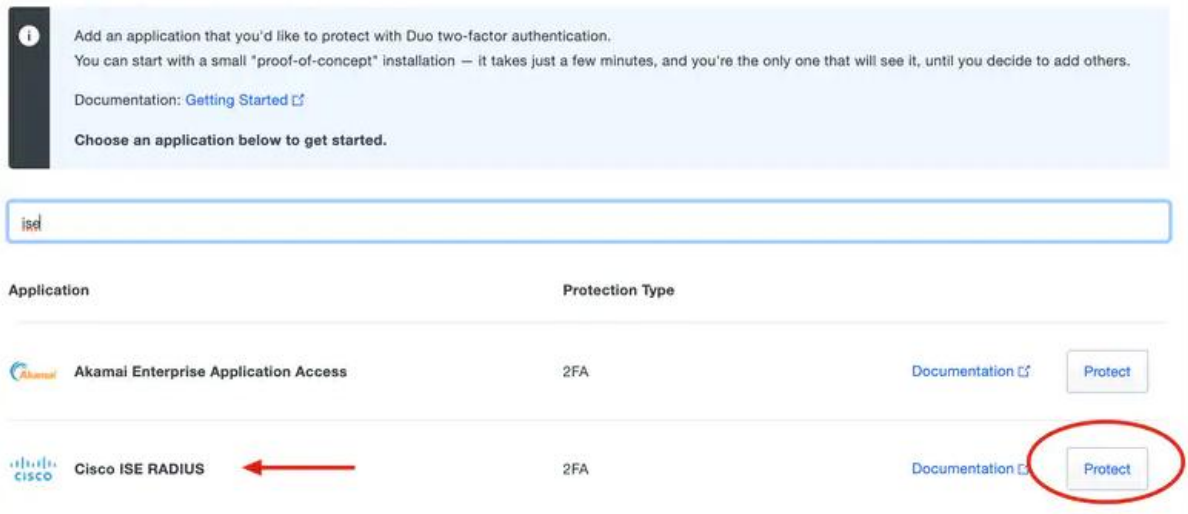 Add an application that you'd like to protect with Duo two-factor authentication.
You can start with a small "proof-of-concept" installation — it takes just a few minutes, and you're the only one that will see it, until you decide to add others.
Documentation: Getting Started
Choose an application below to get started.
ise
Application Protection Type
Akamai Akamai Enterprise Application Access 2FA Documentation Protect
CISCO Cisco ISE RADIUS 2FA Documentation Protect